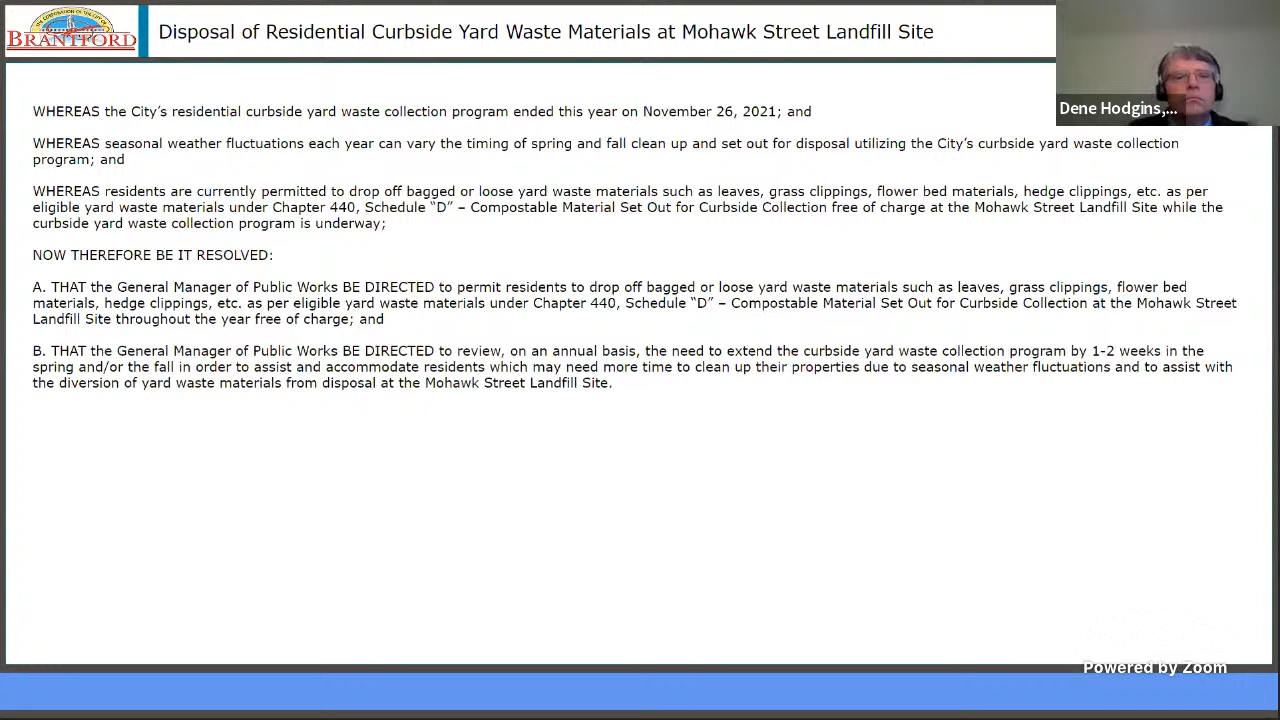 THE CORPORATION OF THE CITY OF
BRANTFORD
Disposal of Residential Curbside Yard Waste Materials at Mohawk Street Landfill Site
Dene Hodgins,...
WHEREAS the City’s residential curbside yard waste collection program ended this year on November 26, 2021; and
WHEREAS seasonal weather fluctuations each year can vary the timing of spring and fall clean up and set out for disposal utilizing the City’s curbside yard waste collection
program; and
WHEREAS residents are currently permitted to drop off bagged or loose yard waste materials such as leaves, grass clippings, flower bed materials, hedge clippings, etc. as per
eligible yard waste materials under Chapter 440, Schedule “D” – Compostable Material Set Out for Curbside Collection free of charge at the Mohawk Street Landfill Site while the
curbside yard waste collection program is underway;
NOW THEREFORE BE IT RESOLVED:
A. THAT the General Manager of Public Works BE DIRECTED to permit residents to drop off bagged or loose yard waste materials such as leaves, grass clippings, flower bed
materials, hedge clippings, etc. as per eligible yard waste materials under Chapter 440, Schedule “D” – Compostable Material Set Out for Curbside Collection at the Mohawk Street
Landfill Site throughout the year free of charge; and
B. THAT the General Manager of Public Works BE DIRECTED to review, on an annual basis, the need to extend the curbside yard waste collection program by 1-2 weeks in the
spring and/or the fall in order to assist and accommodate residents which may need more time to clean up their properties due to seasonal weather fluctuations and to assist with
the diversion of yard waste materials from disposal at the Mohawk Street Landfill Site.
Powered by Zoom